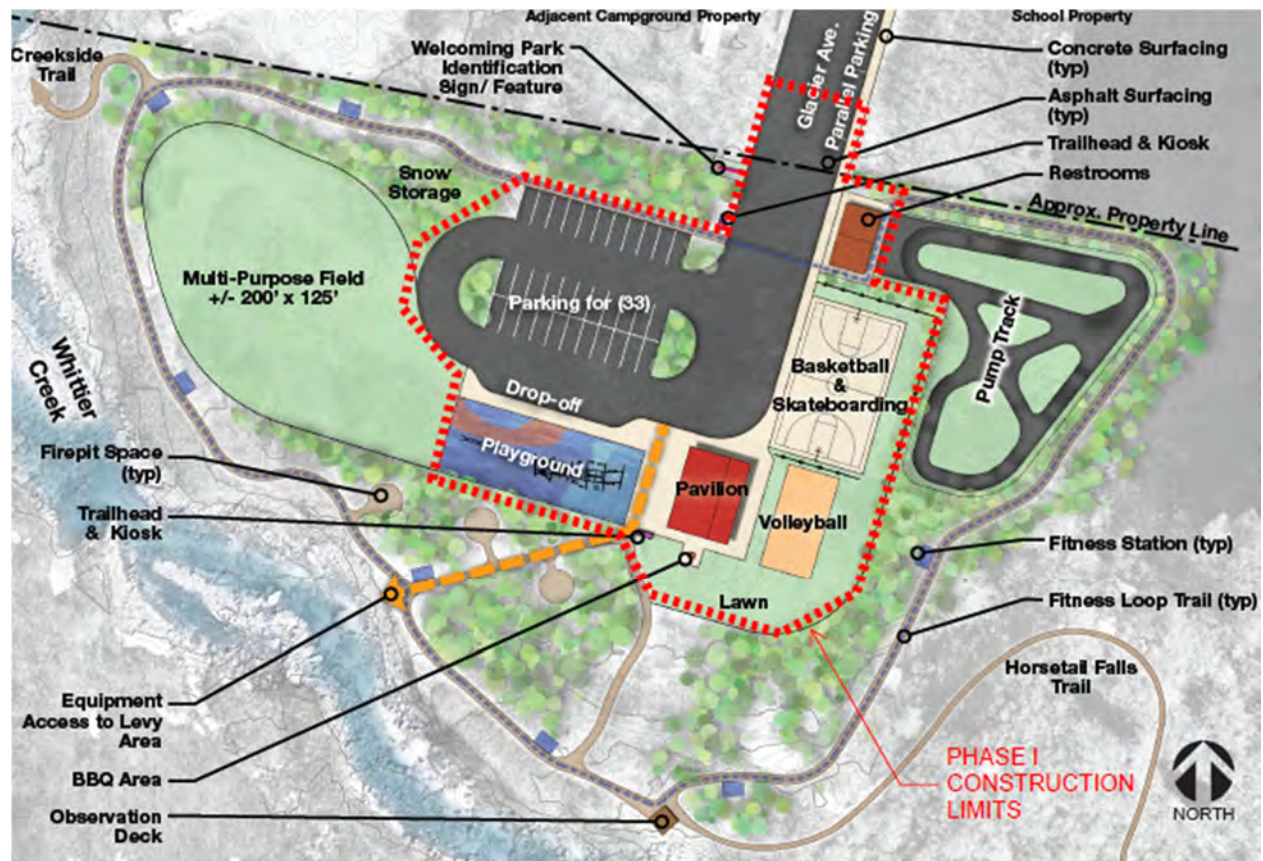 Adjacent Campground Property
School Property
Creekside
Trail
Welcoming Park
Identification
Sign/ Feature
Glacier Ave.
Parallel Parking
Concrete Surfacing
(typ)
Asphalt Surfacing
(typ)
Trailhead & Kiosk
Restrooms
Approx. Property Line
Snow
Storage
Multi-Purpose Field
+/- 200' x 125'
Parking for (33)
Whittier
Creek
Drop-off
Basketball
&
Skateboarding
Pump Track
Playground
Firepit Space
(typ)
Pavilion
Trailhead
& Kiosk
Volleyball
Fitness Station (typ)
Lawn
Fitness Loop Trail (typ)
Horsetail Falls
Trail
Equipment
Access to Levy
Area
BBQ Area
Observation
Deck
PHASE I
CONSTRUCTION
LIMITS
NORTH